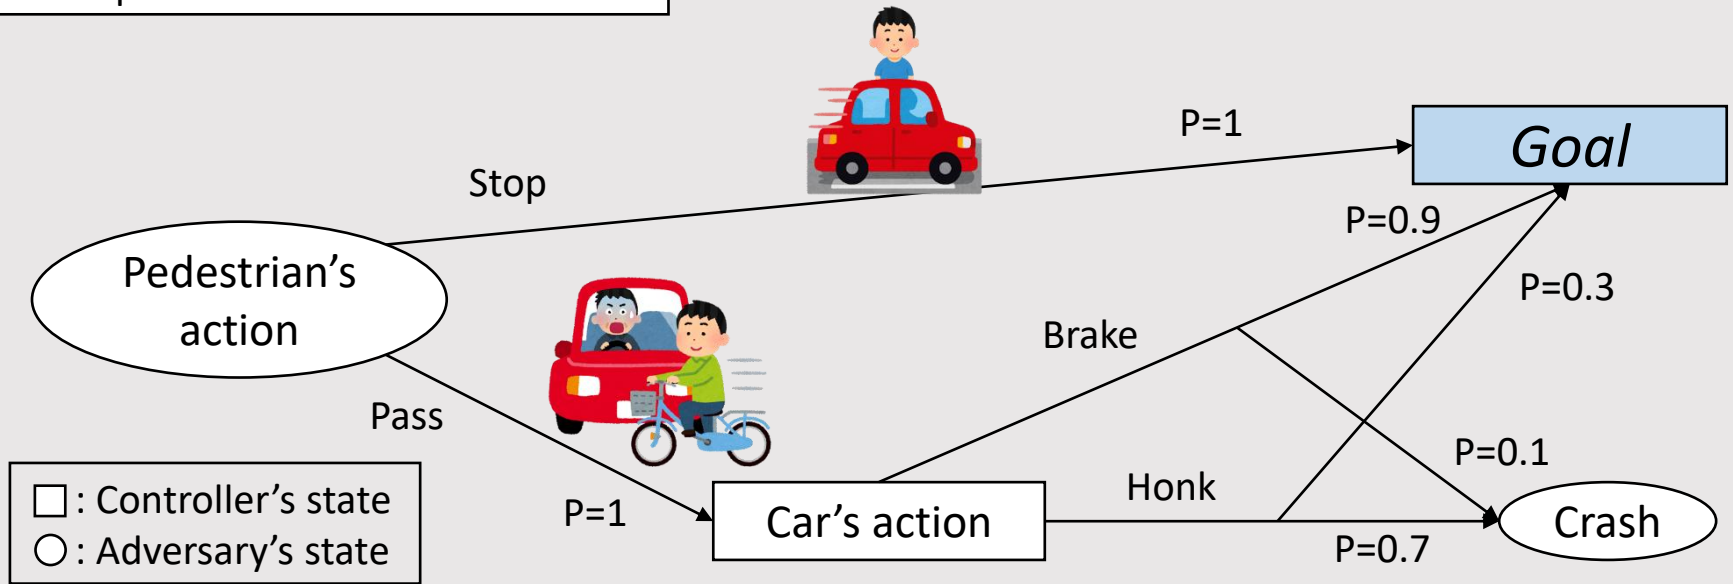 P=1
Goal
Stop
P=0.9
Pedestrian's
action
P=0.3
Brake
Pass
P=0.1
Honk
□ : Controller's state
P=1
Car's action
Crash
○ : Adversary's state
P=0.7